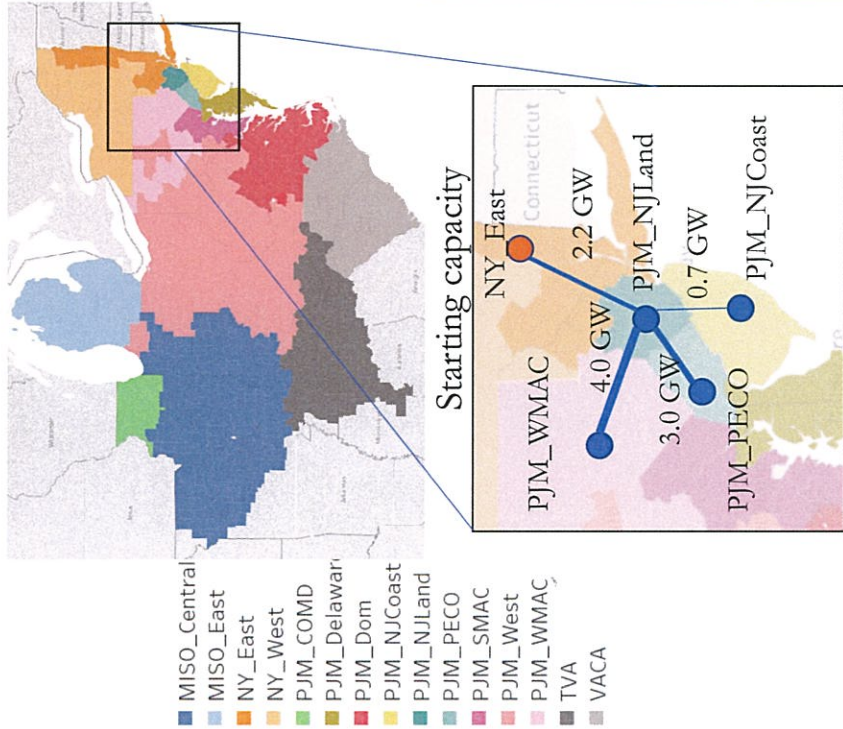 MISO_Central
MISO_East
NY_East
NY_West
PJM_COMD
PJM_Delaware
PJM_Dom
PJM_NJCoast
PJM_NJLand
PJM_PECO
PJM_SMAC
PJM_West
PJM_WMAC
TVA
VACA
Starting capacity
NY_East
Connecticut
PJM_WMAC
2.2 GW
4.0 GW
PJM_NJLand
3.0 GW
0.7 GW
PJM_PECO
PJM_NJCoast